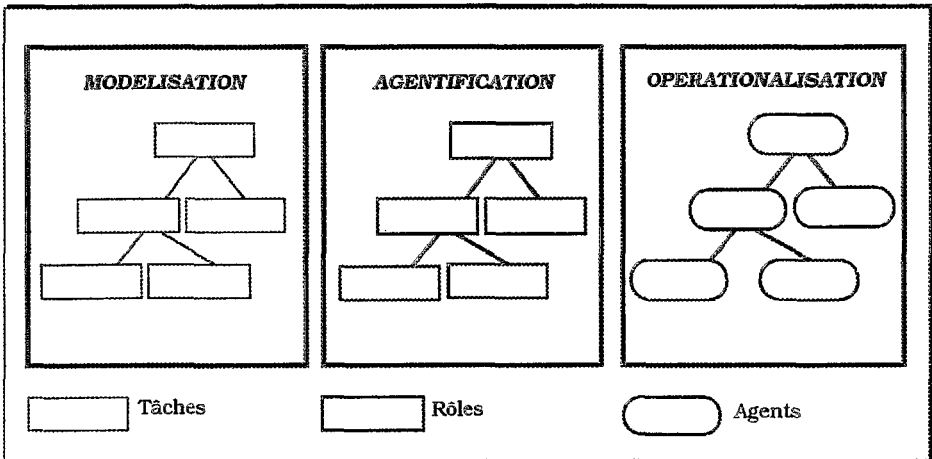 MODELISATION
AGENTIFICATION
OPERATIONALISATION
Tâches
Rôles
Agents